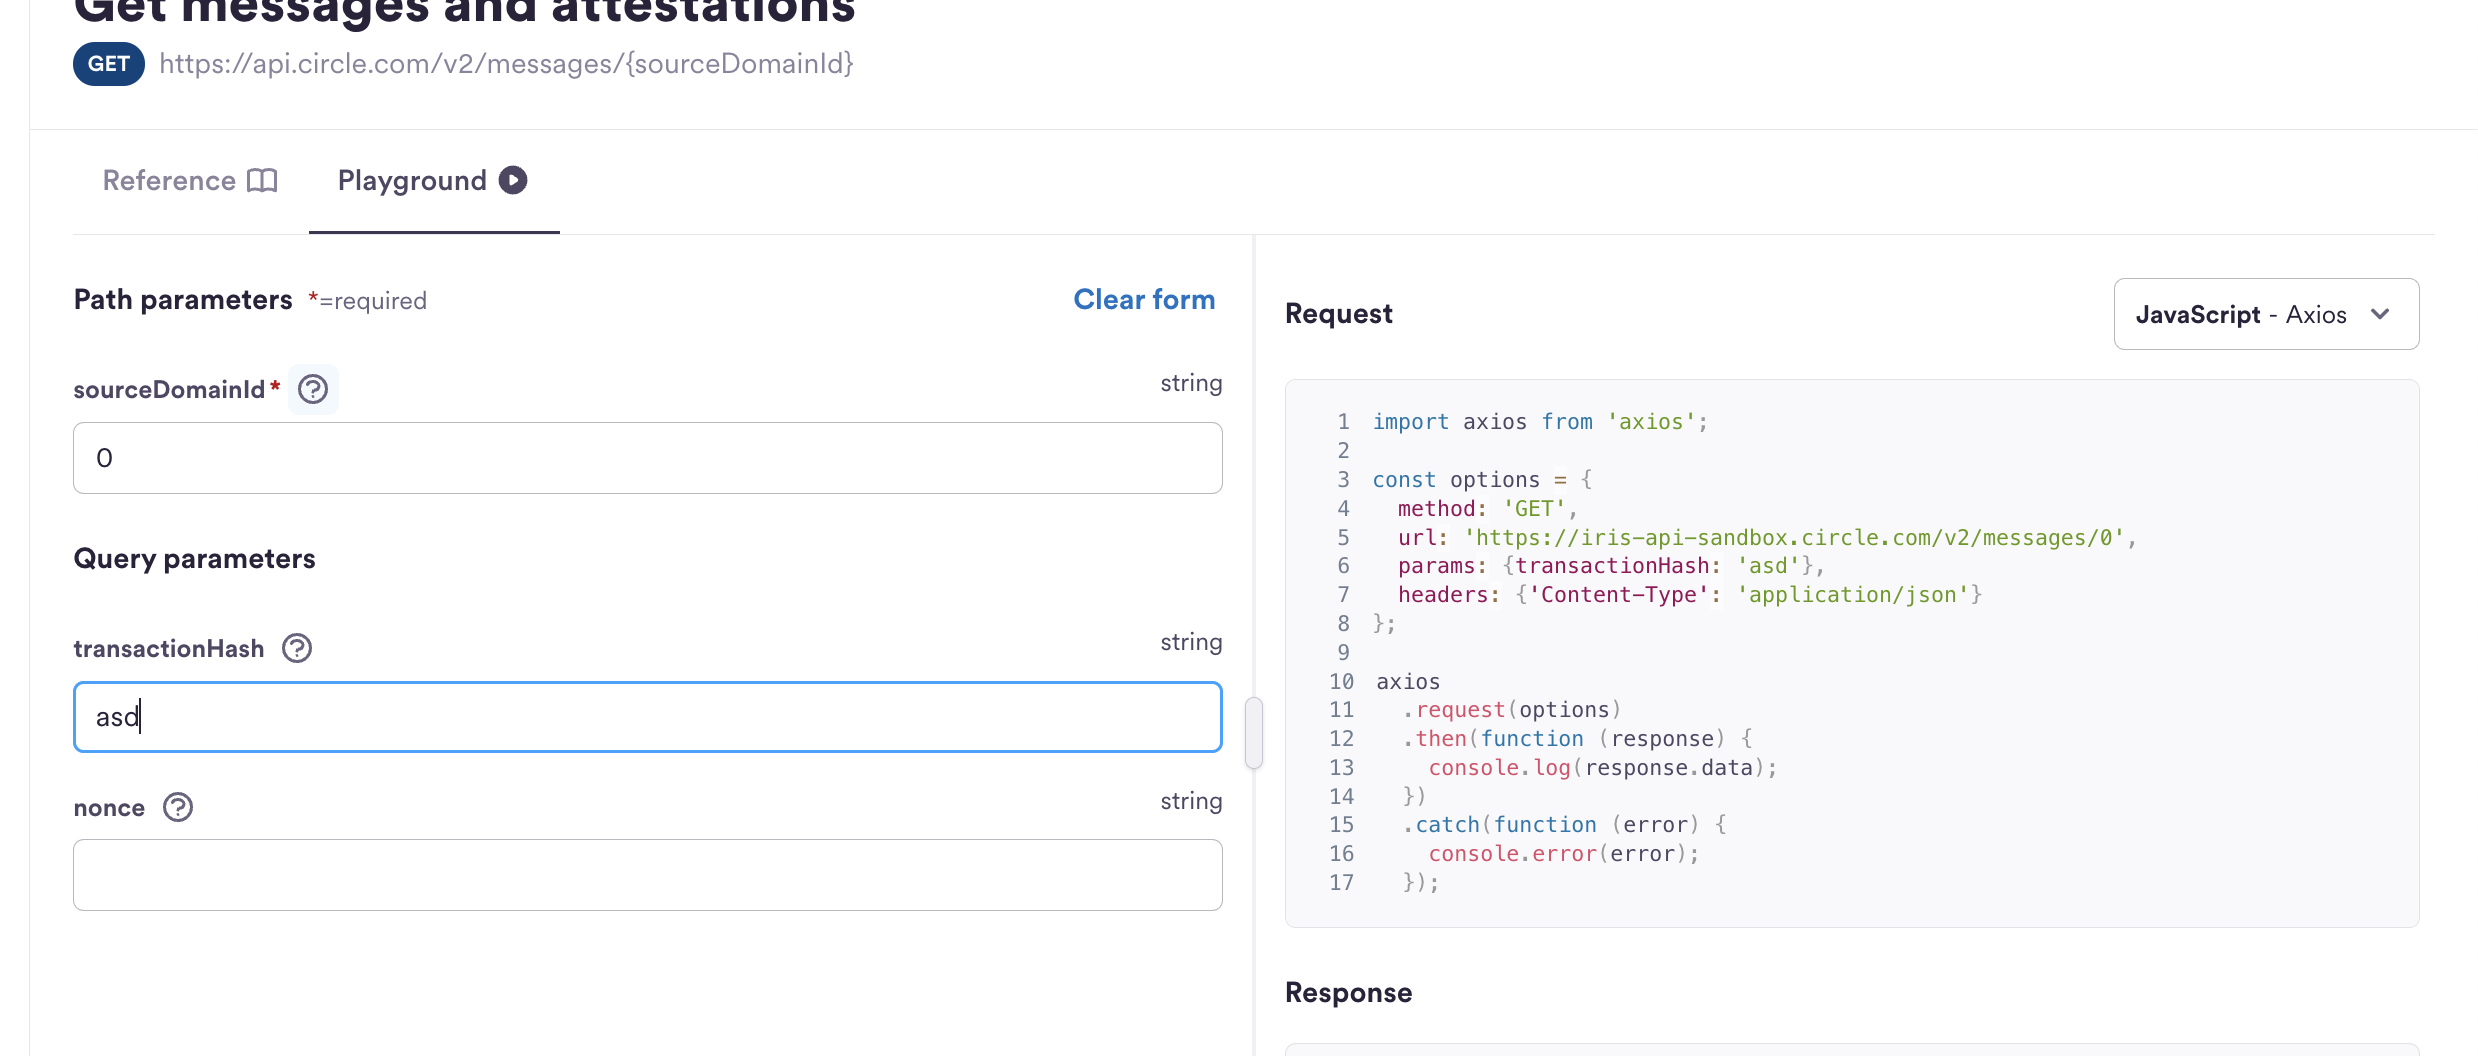 Get messages and attestations
GET https://api.circle.com/v2/messages/{sourceDomainId}
Reference
Playground
Path parameters *=required
Clear form
sourceDomainId*
string
0
Query parameters
transactionHash
string
asd
nonce
string
Request
JavaScript - Axios
1 import axios from 'axios';
2
3 const options = {
4   method: 'GET',
5   url: 'https://iris-api-sandbox.circle.com/v2/messages/0',
6   params: {transactionHash: 'asd'},
7   headers: {'Content-Type': 'application/json'}
8 };
9
10 axios
11   .request(options)
12   .then(function (response) {
13     console.log(response.data);
14   })
15   .catch(function (error) {
16     console.error(error);
17   });
Response